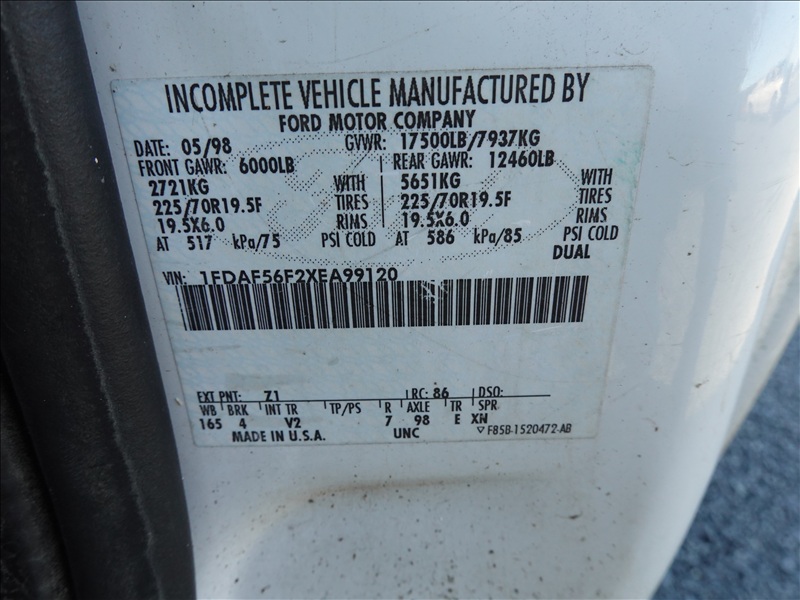 INCOMPLETE VEHICLE MANUFACTURED BY
FORD MOTOR COMPANY
DATE: 05/98 GVWR: 17500LB/7937KG
FRONT GAWR: 6000LB REAR GAWR: 12460LB
2721KG WITH 5651KG WITH
225/70R19.5F TIRES 225/70R19.5F TIRES
19.5X6.0 RIMS 19.5X6.0 RIMS
AT 517 kPa/75 PSI COLD AT 586 kPa/85 PSI COLD
DUAL
VIN: 1FDAF56F2XEA99120
EXT PNT: Z1 RC: 86 DSO:
WB BRK INT TR TP/PS R AXLE TR SPR
165 4 V2 7 98 E XH
MADE IN U.S.A. UNC F85B-1520472-AB